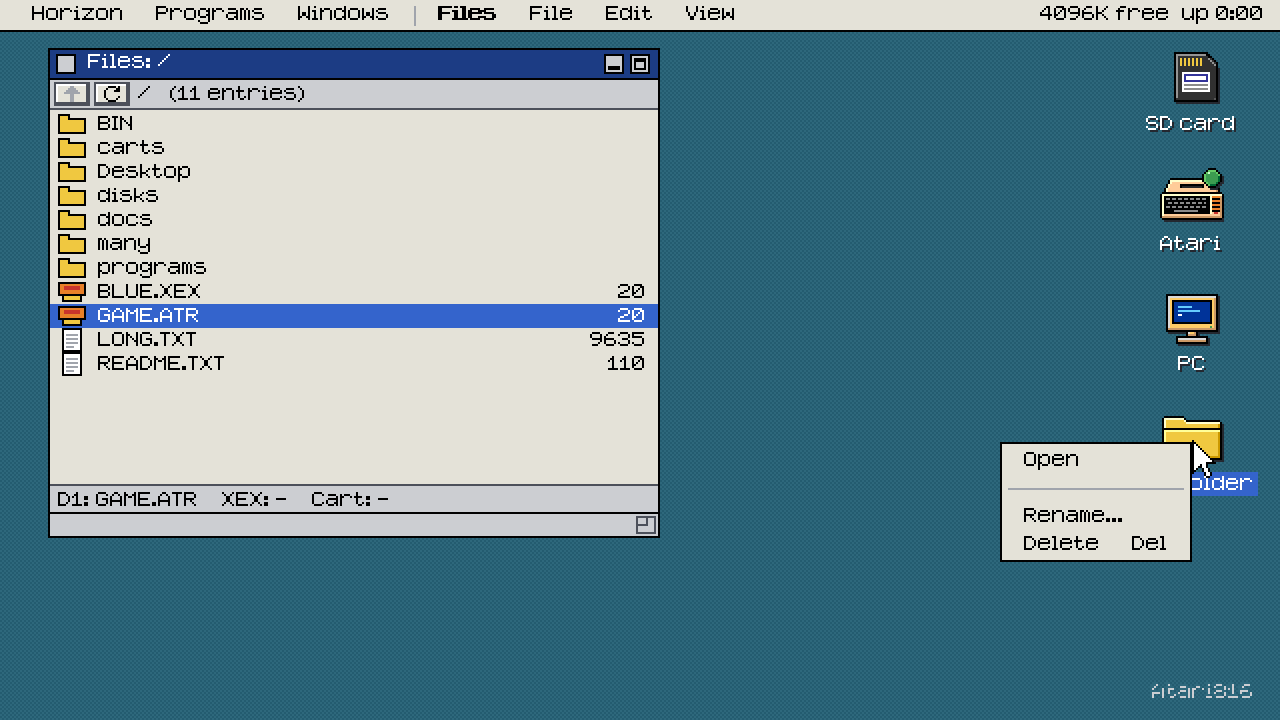 Horizon Programs Windows | Files File Edit View 4096K free up 0:00
Files: /
/ (11 entries)
BIN
carts
Desktop
disks
docs
many
programs
BLUE.XEX 20
GAME.ATR 20
LONG.TXT 9635
README.TXT 110
D1: GAME.ATR XEX: - Cart: -
SD card
Atari
PC
Open
Rename...
Delete Del
Atari816